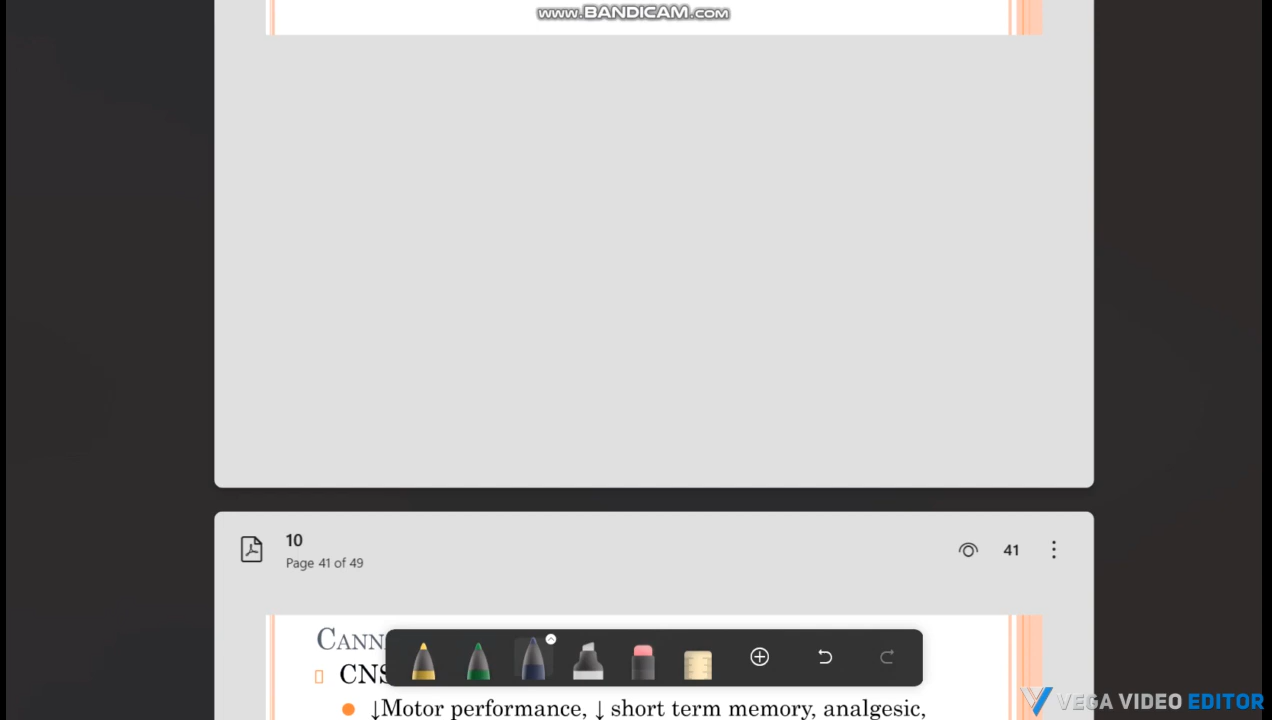 www.BANDICAM.com
10
Page 41 of 49
41
CANN
CNS
↓Motor performance, ↓ short term memory, analgesic,
VEGA VIDEO EDITOR